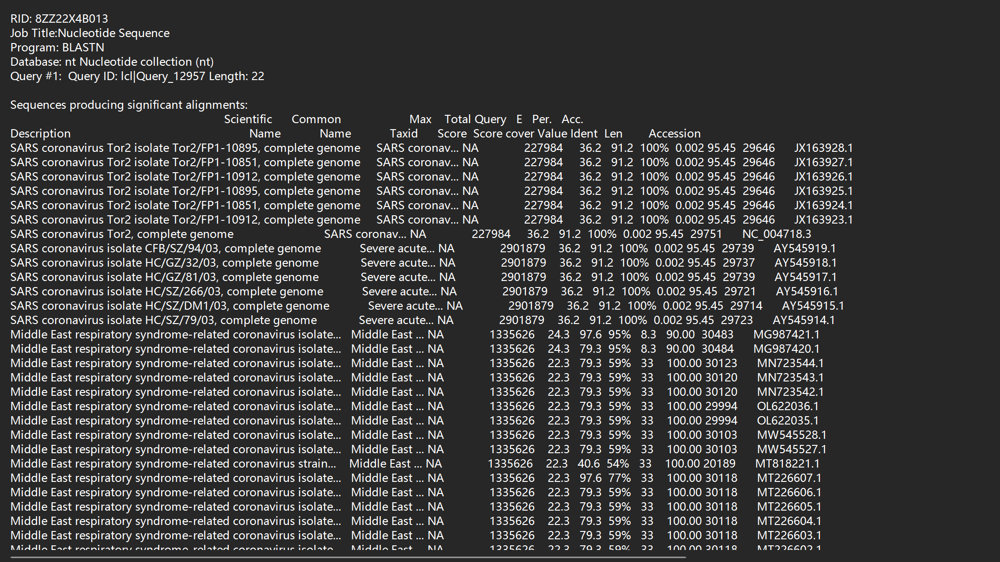 RID: 8ZZ22X4B013
Job Title:Nucleotide Sequence
Program: BLASTN
Database: nt Nucleotide collection (nt)
Query #1: Query ID: lcl|Query_12957 Length: 22
Sequences producing significant alignments:
Scientific Common Max Total Query E Per. Acc.
Description Name Name Taxid Score Score cover Value Ident Len Accession
SARS coronavirus Tor2 isolate Tor2/FP1-10895, complete genome SARS coronav... NA 227984 36.2 91.2 100% 0.002 95.45 29646 JX163928.1
SARS coronavirus Tor2 isolate Tor2/FP1-10851, complete genome SARS coronav... NA 227984 36.2 91.2 100% 0.002 95.45 29646 JX163927.1
SARS coronavirus Tor2 isolate Tor2/FP1-10912, complete genome SARS coronav... NA 227984 36.2 91.2 100% 0.002 95.45 29646 JX163926.1
SARS coronavirus Tor2 isolate Tor2/FP1-10895, complete genome SARS coronav... NA 227984 36.2 91.2 100% 0.002 95.45 29646 JX163925.1
SARS coronavirus Tor2 isolate Tor2/FP1-10851, complete genome SARS coronav... NA 227984 36.2 91.2 100% 0.002 95.45 29646 JX163924.1
SARS coronavirus Tor2 isolate Tor2/FP1-10912, complete genome SARS coronav... NA 227984 36.2 91.2 100% 0.002 95.45 29646 JX163923.1
SARS coronavirus Tor2, complete genome SARS coronav... NA 227984 36.2 91.2 100% 0.002 95.45 29751 NC_004718.3
SARS coronavirus isolate CFB/SZ/94/03, complete genome Severe acute... NA 2901879 36.2 91.2 100% 0.002 95.45 29739 AY545919.1
SARS coronavirus isolate HC/GZ/32/03, complete genome Severe acute... NA 2901879 36.2 91.2 100% 0.002 95.45 29737 AY545918.1
SARS coronavirus isolate HC/GZ/81/03, complete genome Severe acute... NA 2901879 36.2 91.2 100% 0.002 95.45 29739 AY545917.1
SARS coronavirus isolate HC/SZ/266/03, complete genome Severe acute... NA 2901879 36.2 91.2 100% 0.002 95.45 29721 AY545916.1
SARS coronavirus isolate HC/SZ/DM1/03, complete genome Severe acute... NA 2901879 36.2 91.2 100% 0.002 95.45 29714 AY545915.1
SARS coronavirus isolate HC/SZ/79/03, complete genome Severe acute... NA 2901879 36.2 91.2 100% 0.002 95.45 29723 AY545914.1
Middle East respiratory syndrome-related coronavirus isolate... Middle East ... NA 1335626 24.3 97.6 95% 8.3 90.00 30483 MG987421.1
Middle East respiratory syndrome-related coronavirus isolate... Middle East ... NA 1335626 24.3 79.3 95% 8.3 90.00 30484 MG987420.1
Middle East respiratory syndrome-related coronavirus isolate... Middle East ... NA 1335626 22.3 79.3 59% 33 100.00 30123 MN723544.1
Middle East respiratory syndrome-related coronavirus isolate... Middle East ... NA 1335626 22.3 79.3 59% 33 100.00 30120 MN723543.1
Middle East respiratory syndrome-related coronavirus isolate... Middle East ... NA 1335626 22.3 79.3 59% 33 100.00 30120 MN723542.1
Middle East respiratory syndrome-related coronavirus isolate... Middle East ... NA 1335626 22.3 79.3 59% 33 100.00 29994 OL622036.1
Middle East respiratory syndrome-related coronavirus isolate... Middle East ... NA 1335626 22.3 79.3 59% 33 100.00 29994 OL622035.1
Middle East respiratory syndrome-related coronavirus isolate... Middle East ... NA 1335626 22.3 79.3 59% 33 100.00 30103 MW545528.1
Middle East respiratory syndrome-related coronavirus isolate... Middle East ... NA 1335626 22.3 79.3 59% 33 100.00 30103 MW545527.1
Middle East respiratory syndrome-related coronavirus strain... Middle East ... NA 1335626 22.3 40.6 54% 33 100.00 20189 MT818221.1
Middle East respiratory syndrome-related coronavirus isolate... Middle East ... NA 1335626 22.3 97.6 77% 33 100.00 30118 MT226607.1
Middle East respiratory syndrome-related coronavirus isolate... Middle East ... NA 1335626 22.3 79.3 59% 33 100.00 30118 MT226606.1
Middle East respiratory syndrome-related coronavirus isolate... Middle East ... NA 1335626 22.3 79.3 59% 33 100.00 30118 MT226605.1
Middle East respiratory syndrome-related coronavirus isolate... Middle East ... NA 1335626 22.3 79.3 59% 33 100.00 30118 MT226604.1
Middle East respiratory syndrome-related coronavirus isolate... Middle East ... NA 1335626 22.3 79.3 59% 33 100.00 30118 MT226603.1
Middle East respiratory syndrome-related coronavirus isolate... Middle East ... NA 1335626 22.3 79.3 59% 33 100.00 30118 MT226602.1